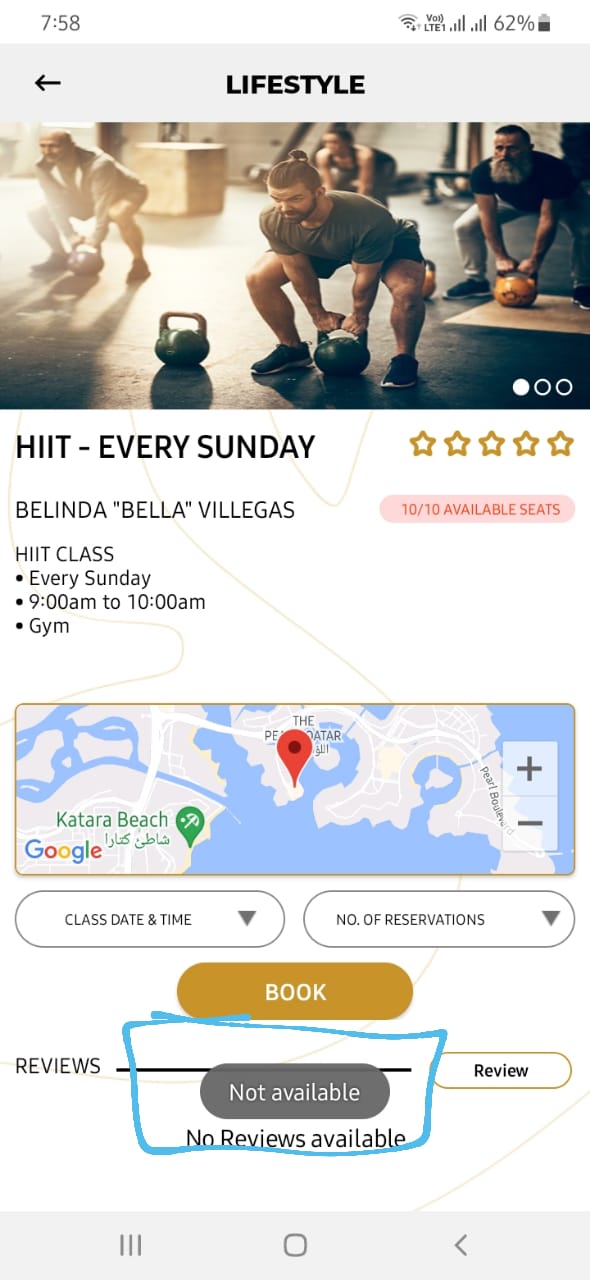 7:58
Vo)) LTE1 62%
LIFESTYLE
HIIT - EVERY SUNDAY
BELINDA "BELLA" VILLEGAS
10/10 AVAILABLE SEATS
HIIT CLASS
• Every Sunday
• 9:00am to 10:00am
• Gym
THE
QATAR
Katara Beach
شاطئ كتارا
Google
Pearl Boulevard
+
−
CLASS DATE & TIME
NO. OF RESERVATIONS
BOOK
REVIEWS
Review
Not available
No Reviews available